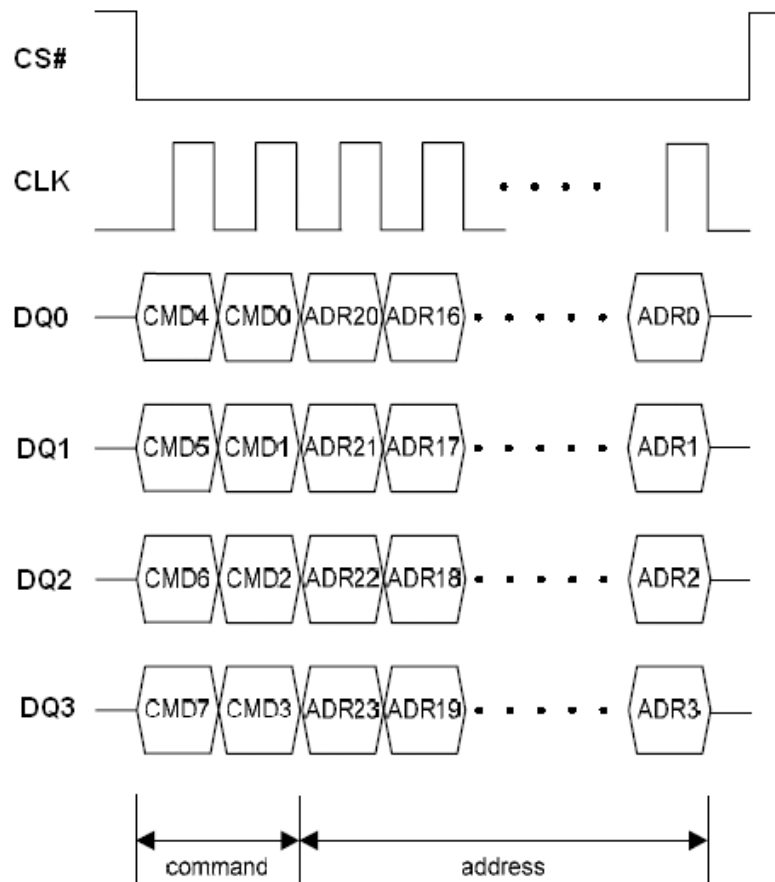 CS#
CLK
DQ0 CMD4 CMD0 ADR20 ADR16 ADR0
DQ1 CMD5 CMD1 ADR21 ADR17 ADR1
DQ2 CMD6 CMD2 ADR22 ADR18 ADR2
DQ3 CMD7 CMD3 ADR23 ADR19 ADR3
command address